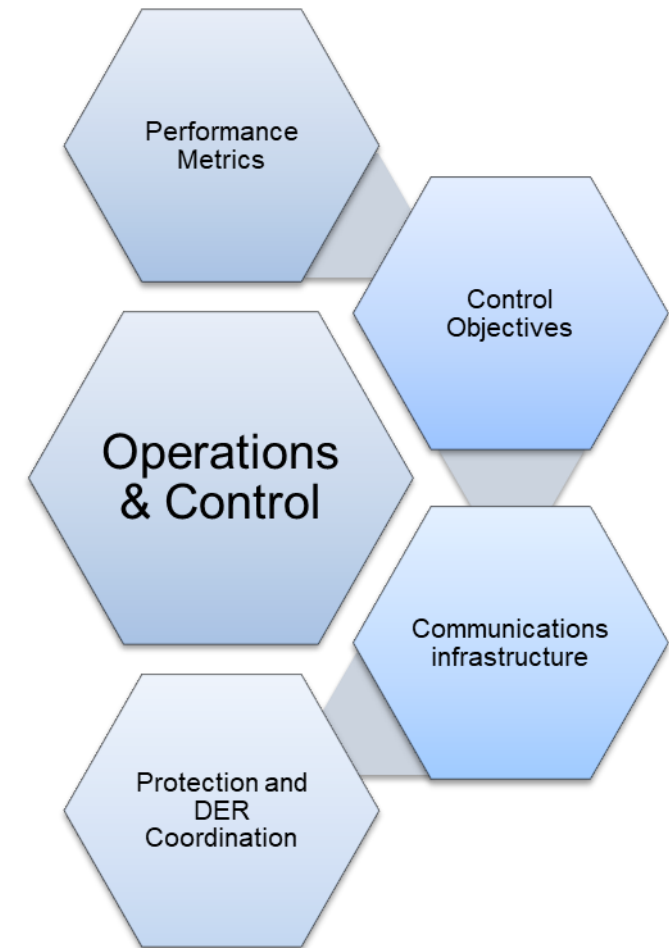 Performance
Metrics
Control
Objectives
Operations
& Control
Communications
infrastructure
Protection and
DER
Coordination